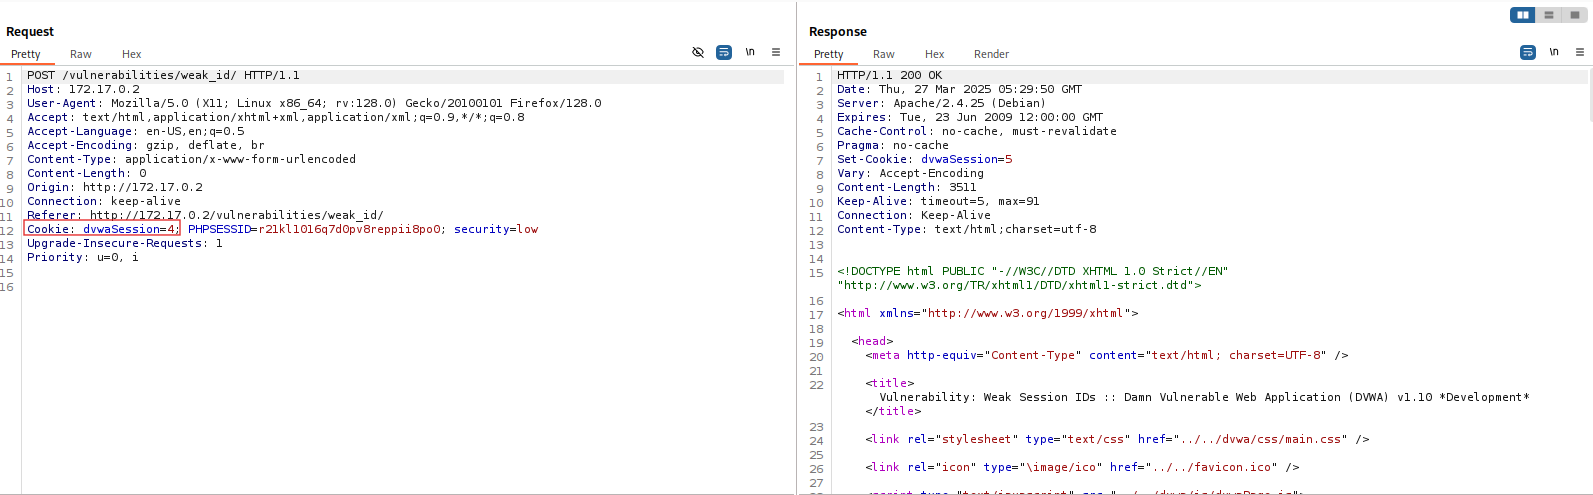 Request
Pretty Raw Hex \n
1 POST /vulnerabilities/weak_id/ HTTP/1.1
2 Host: 172.17.0.2
3 User-Agent: Mozilla/5.0 (X11; Linux x86_64; rv:128.0) Gecko/20100101 Firefox/128.0
4 Accept: text/html,application/xhtml+xml,application/xml;q=0.9,*/*;q=0.8
5 Accept-Language: en-US,en;q=0.5
6 Accept-Encoding: gzip, deflate, br
7 Content-Type: application/x-www-form-urlencoded
8 Content-Length: 0
9 Origin: http://172.17.0.2
10 Connection: keep-alive
11 Referer: http://172.17.0.2/vulnerabilities/weak_id/
12 Cookie: dvwaSession=4; PHPSESSID=r21kl1016q7d0pv8reppii8po0; security=low
13 Upgrade-Insecure-Requests: 1
14 Priority: u=0, i
15
16
Response
Pretty Raw Hex Render \n
1 HTTP/1.1 200 OK
2 Date: Thu, 27 Mar 2025 05:29:50 GMT
3 Server: Apache/2.4.25 (Debian)
4 Expires: Tue, 23 Jun 2009 12:00:00 GMT
5 Cache-Control: no-cache, must-revalidate
6 Pragma: no-cache
7 Set-Cookie: dvwaSession=5
8 Vary: Accept-Encoding
9 Content-Length: 3511
10 Keep-Alive: timeout=5, max=91
11 Connection: Keep-Alive
12 Content-Type: text/html;charset=utf-8
13
14
15 <!DOCTYPE html PUBLIC "-//W3C//DTD XHTML 1.0 Strict//EN"
"http://www.w3.org/TR/xhtml1/DTD/xhtml1-strict.dtd">
16
17 <html xmlns="http://www.w3.org/1999/xhtml">
18
19 <head>
20 <meta http-equiv="Content-Type" content="text/html; charset=UTF-8" />
21
22 <title>
Vulnerability: Weak Session IDs :: Damn Vulnerable Web Application (DVWA) v1.10 *Development*
</title>
23
24 <link rel="stylesheet" type="text/css" href="../../dvwa/css/main.css" />
25
26 <link rel="icon" type="\image/ico" href="../../favicon.ico" />
27